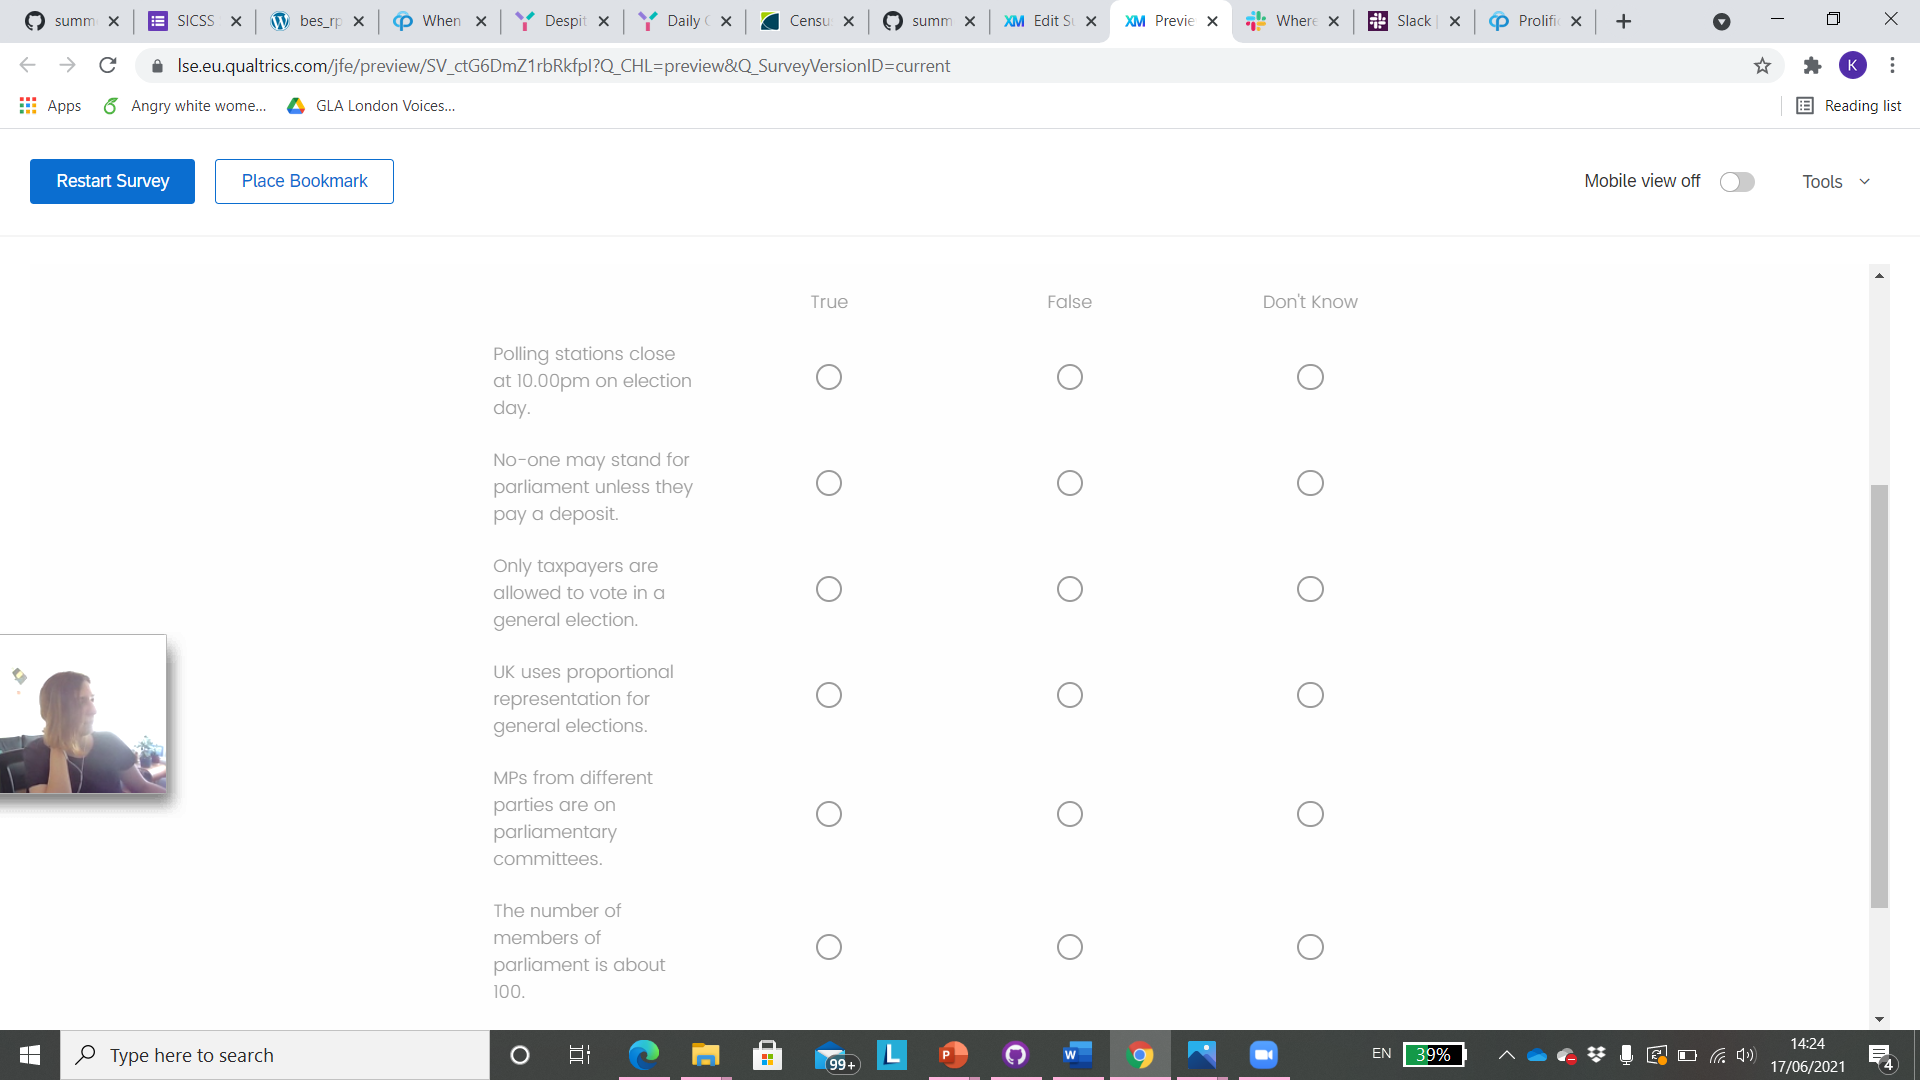 summ
SICSS
bes_rp
When
Despit
Daily
Censu
summ
XM Edit Su
XM Previe
Where
Slack
Prolific
lse.eu.qualtrics.com/jfe/preview/SV_ctG6DmZ1rbRkfpI?Q_CHL=preview&Q_SurveyVersionID=current
K
Apps
Angry white wome...
GLA London Voices...
Reading list
Restart Survey
Place Bookmark
Mobile view off
Tools
True False Don't Know
Polling stations close
at 10.00pm on election
day.
No-one may stand for
parliament unless they
pay a deposit.
Only taxpayers are
allowed to vote in a
general election.
UK uses proportional
representation for
general elections.
MPs from different
parties are on
parliamentary
committees.
The number of
members of
parliament is about
100.
Type here to search
99+
L
P
W
EN
39%
14:24
17/06/2021
4